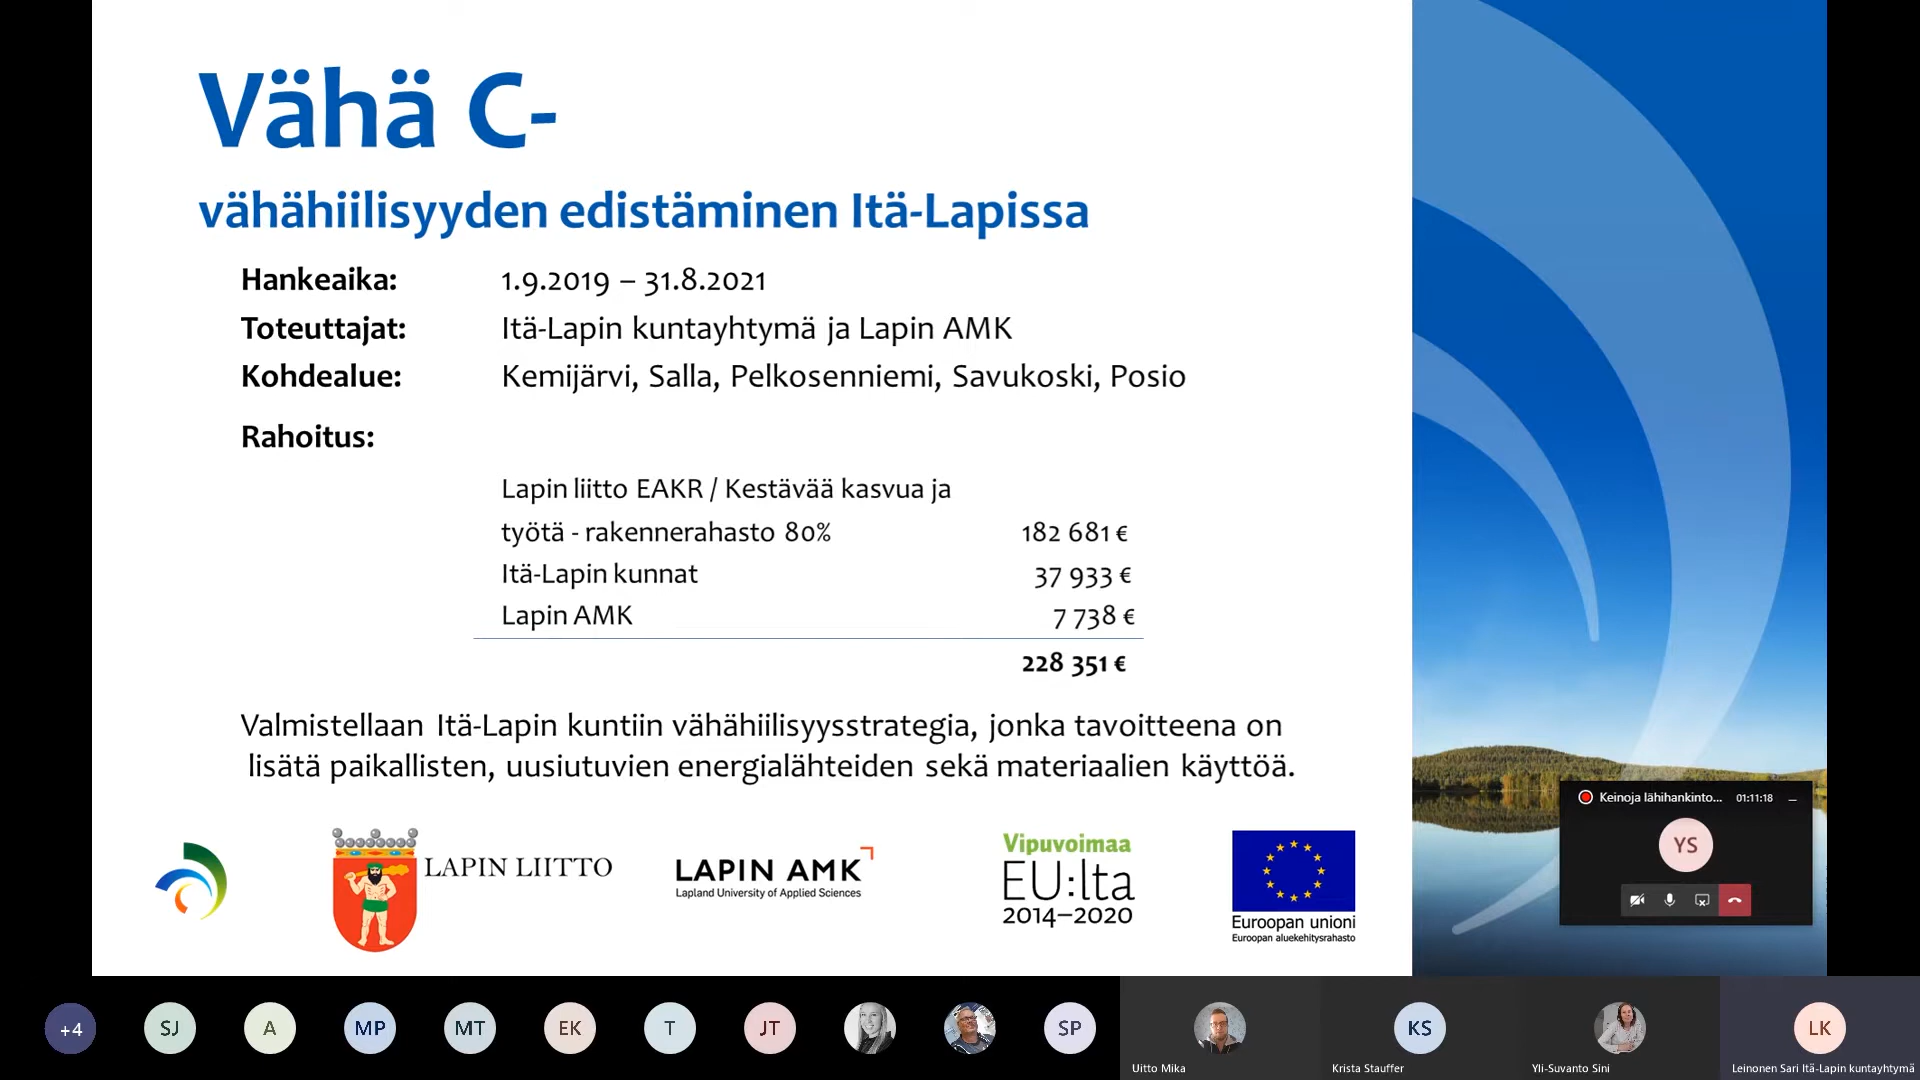 Vähä C-
vähähiilisyyden edistäminen Itä-Lapissa
Hankeaika: 1.9.2019 – 31.8.2021
Toteuttajat: Itä-Lapin kuntayhtymä ja Lapin AMK
Kohdealue: Kemijärvi, Salla, Pelkosenniemi, Savukoski, Posio
Rahoitus:
Lapin liitto EAKR / Kestävää kasvua ja
työtä - rakennerahasto 80% 182 681 €
Itä-Lapin kunnat 37 933 €
Lapin AMK 7 738 €
228 351 €
Valmistellaan Itä-Lapin kuntiin vähähiilisyysstrategia, jonka tavoitteena on
lisätä paikallisten, uusiutuvien energialähteiden sekä materiaalien käyttöä.
LAPIN LIITTO
LAPIN AMK
Lapland University of Applied Sciences
Vipuvoimaa
EU:lta
2014–2020
Euroopan unioni
Euroopan aluekehitysrahasto
Keinoja lähihankinto... 01:11:18
YS
+4 SJ A MP MT EK T JT SP KS LK
Uitto Mika Krista Stauffer Yli-Suvanto Sini Leinonen Sari Itä-Lapin kuntayhtymä